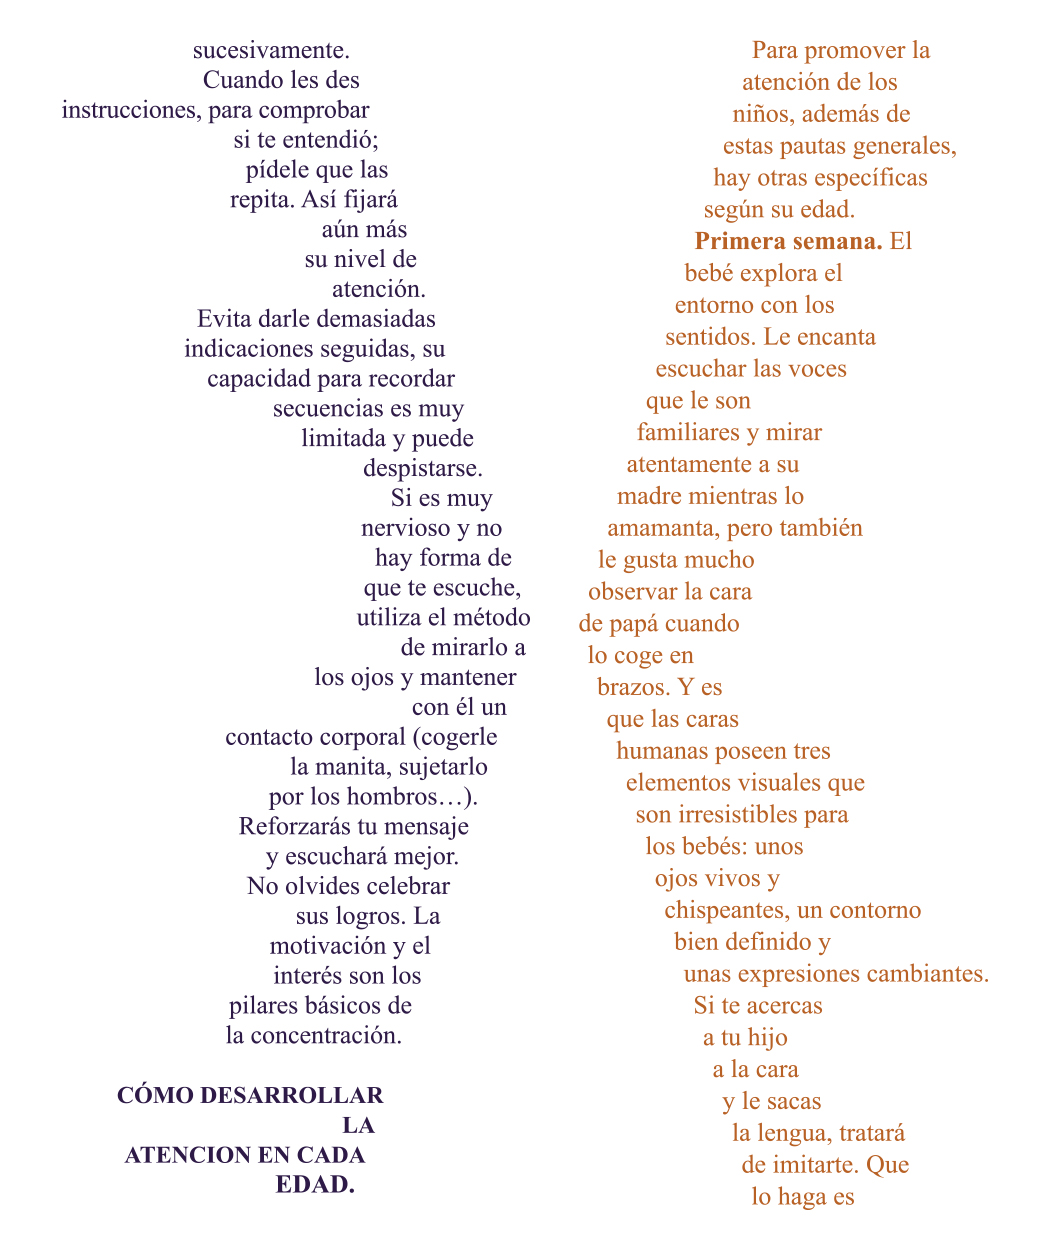 sucesivamente.
Cuando les des
instrucciones, para comprobar
si te entendió;
pídele que las
repita. Así fijará
aún más
su nivel de
atención.
Evita darle demasiadas
indicaciones seguidas, su
capacidad para recordar
secuencias es muy
limitada y puede
despistarse.
Si es muy
nervioso y no
hay forma de
que te escuche,
utiliza el método
de mirarlo a
los ojos y mantener
con él un
contacto corporal (cogerle
la manita, sujetarlo
por los hombros…).
Reforzarás tu mensaje
y escuchará mejor.
No olvides celebrar
sus logros. La
motivación y el
interés son los
pilares básicos de
la concentración.
CÓMO DESARROLLAR
LA
ATENCION EN CADA
EDAD.
Para promover la
atención de los
niños, además de
estas pautas generales,
hay otras específicas
según su edad.
Primera semana. El
bebé explora el
entorno con los
sentidos. Le encanta
escuchar las voces
que le son
familiares y mirar
atentamente a su
madre mientras lo
amamanta, pero también
le gusta mucho
observar la cara
de papá cuando
lo coge en
brazos. Y es
que las caras
humanas poseen tres
elementos visuales que
son irresistibles para
los bebés: unos
ojos vivos y
chispeantes, un contorno
bien definido y
unas expresiones cambiantes.
Si te acercas
a tu hijo
a la cara
y le sacas
la lengua, tratará
de imitarte. Que
lo haga es